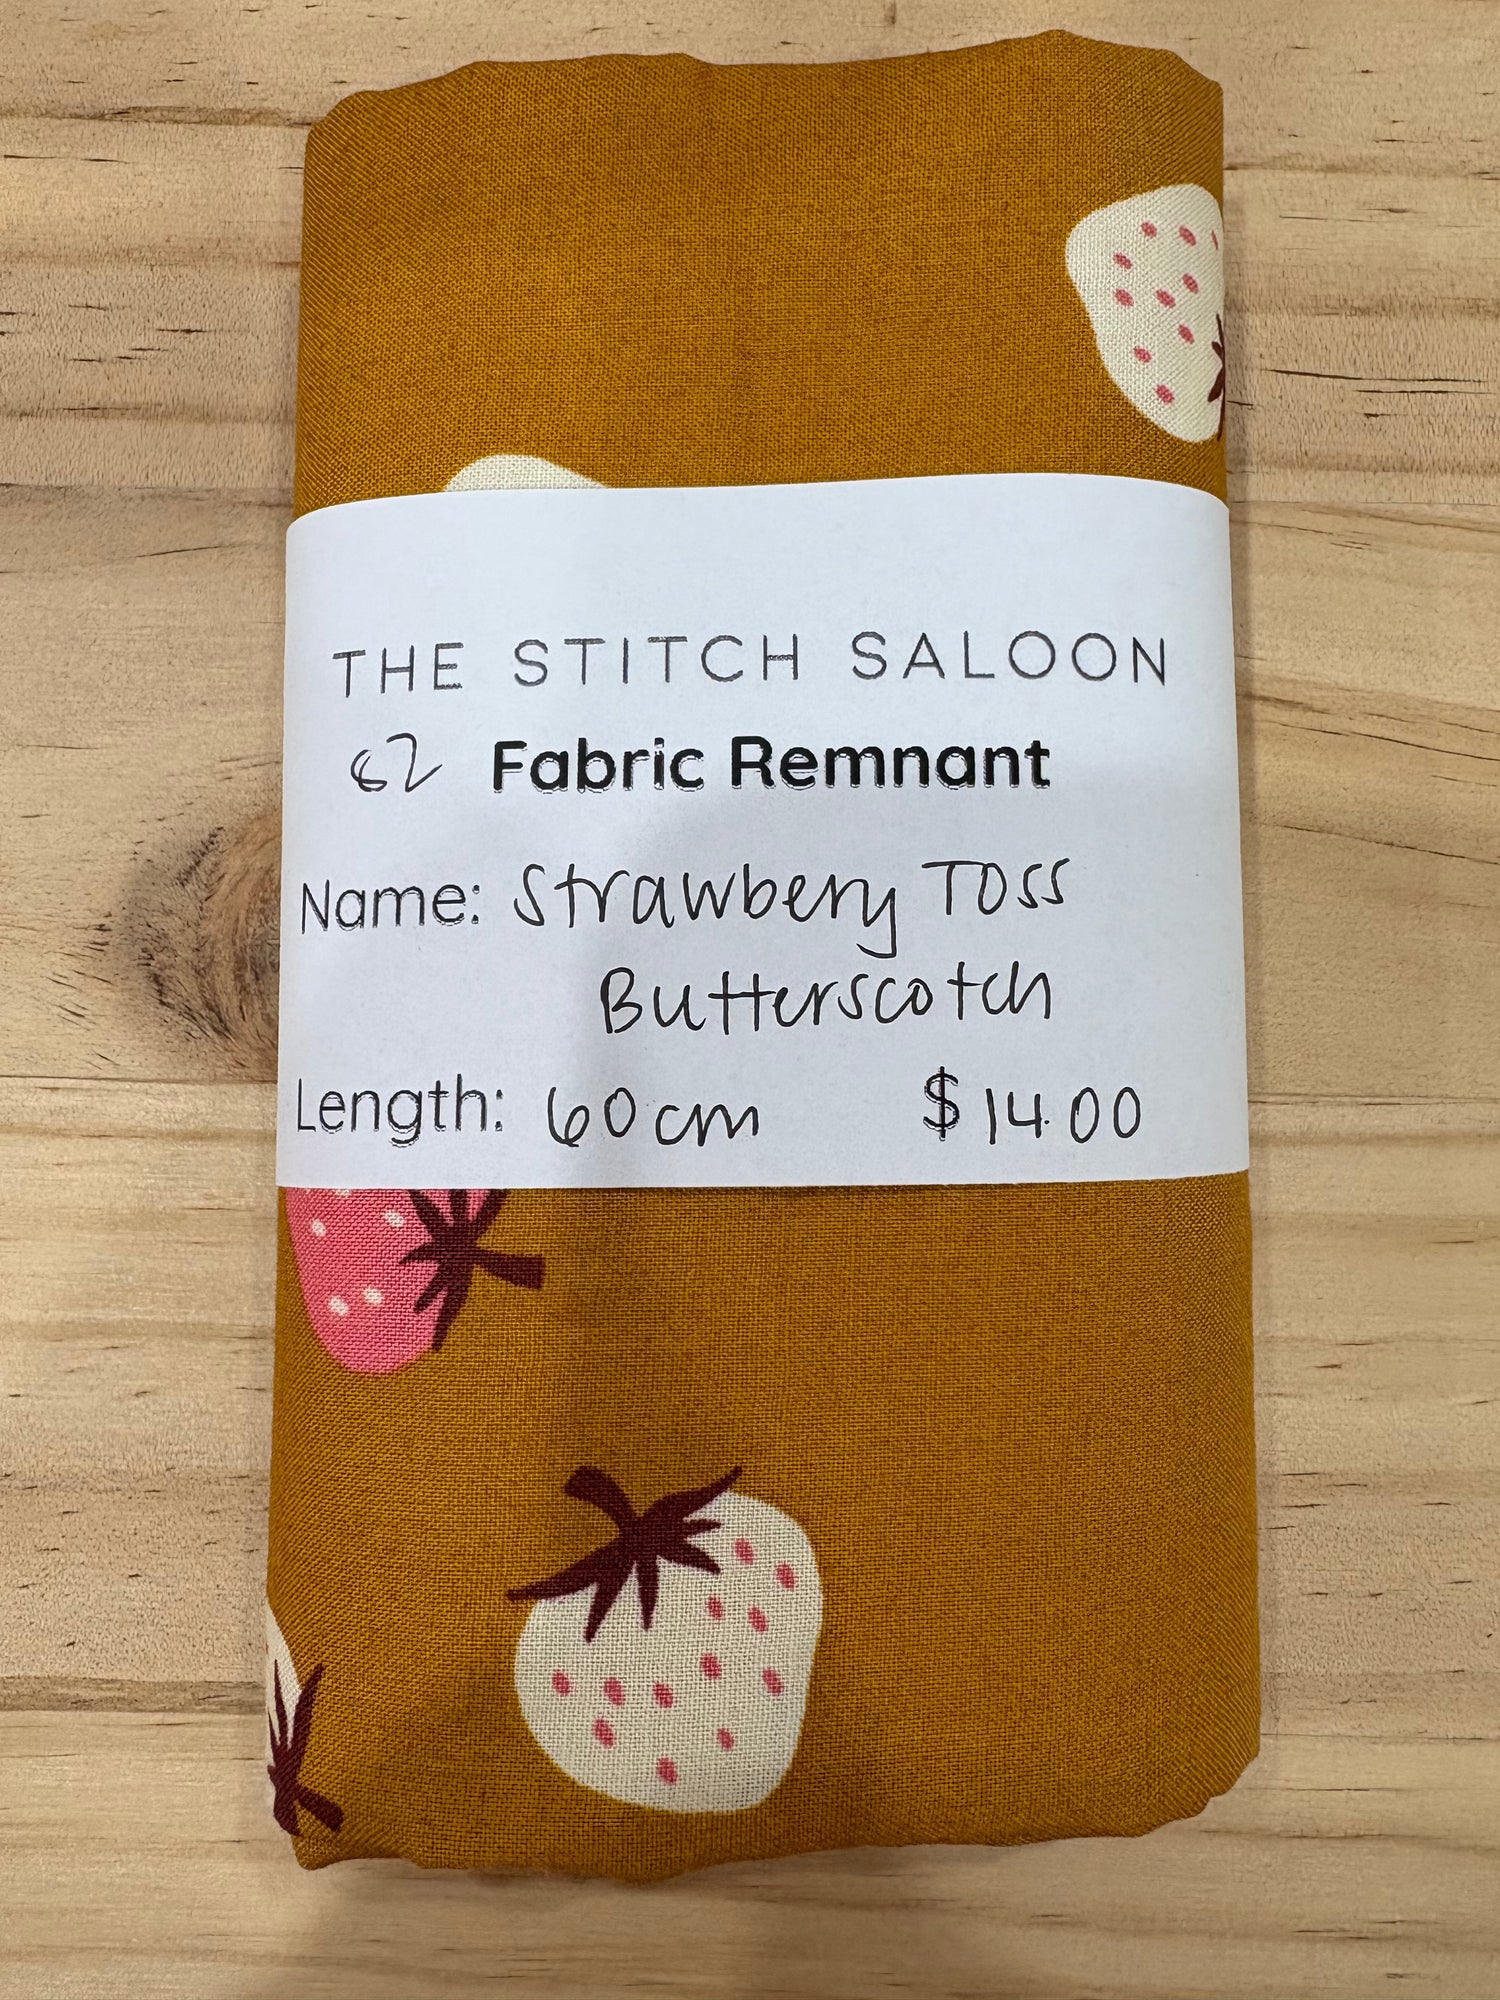 THE STITCH SALOON
62 Fabric Remnant
Name: Strawberry Toss
Butterscotch
Length: 60cm $14.00